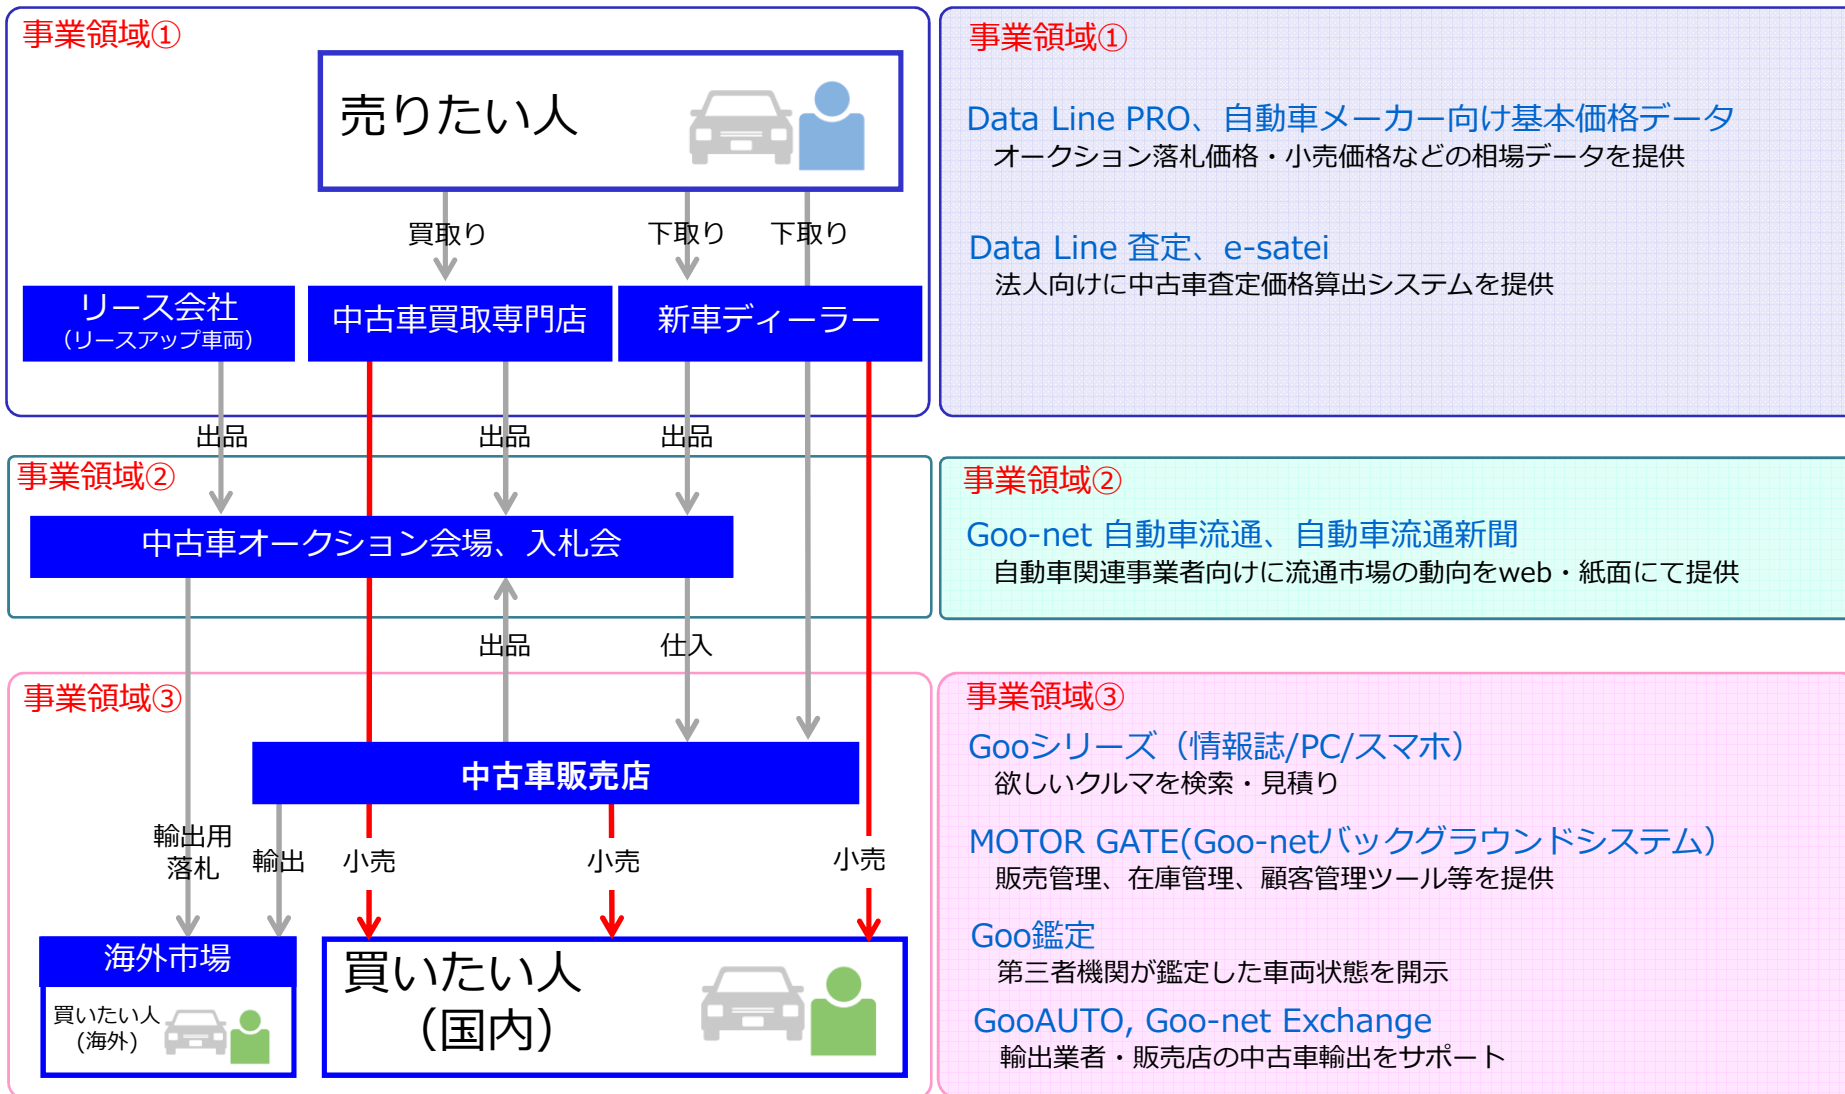 事業領域①
売りたい人
買取り
下取り
下取り
リース会社
（リースアップ車両）
中古車買取専門店
新車ディーラー
出品
出品
出品
事業領域②
中古車オークション会場、入札会
出品
仕入
事業領域③
中古車販売店
輸出用
落札
輸出
小売
小売
小売
海外市場
買いたい人
(海外)
買いたい人
（国内）
事業領域①
Data Line PRO、自動車メーカー向け基本価格データ
オークション落札価格・小売価格などの相場データを提供
Data Line 査定、e-satei
法人向けに中古車査定価格算出システムを提供
事業領域②
Goo-net 自動車流通、自動車流通新聞
自動車関連事業者向けに流通市場の動向をweb・紙面にて提供
事業領域③
Gooシリーズ（情報誌/PC/スマホ）
欲しいクルマを検索・見積り
MOTOR GATE(Goo-netバックグラウンドシステム）
販売管理、在庫管理、顧客管理ツール等を提供
Goo鑑定
第三者機関が鑑定した車両状態を開示
GooAUTO, Goo-net Exchange
輸出業者・販売店の中古車輸出をサポート